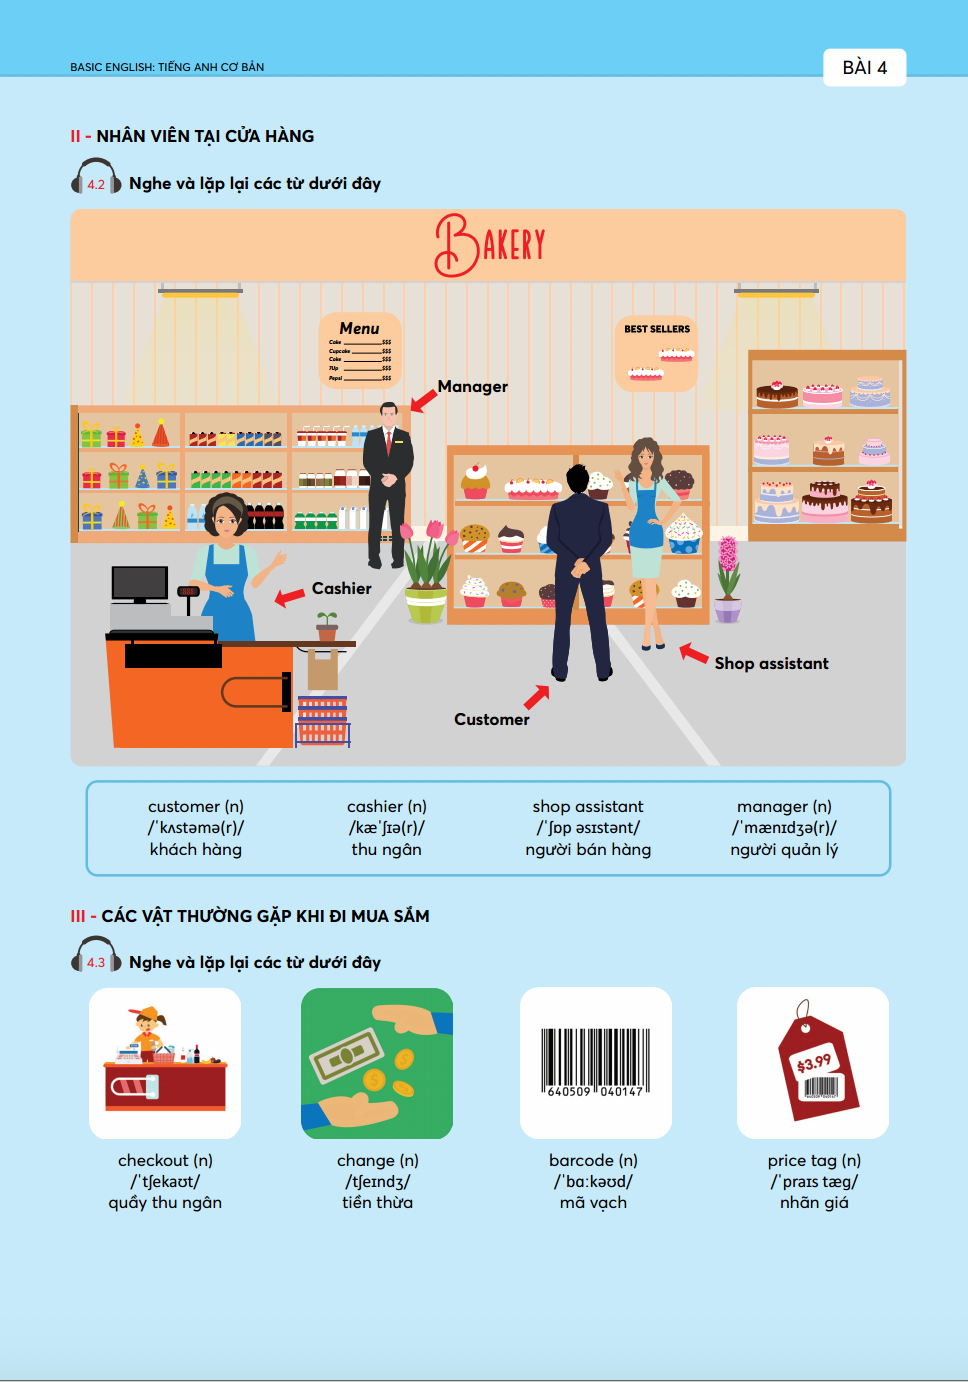 BASIC ENGLISH: TIẾNG ANH CƠ BẢN
BÀI 4
II - NHÂN VIÊN TẠI CỬA HÀNG
4.2 Nghe và lặp lại các từ dưới đây
BAKERY
Menu
Cake $$$
Cupcake $$$
Coke $$$
7Up $$$
Pepsi $$$
BEST SELLERS
Manager
Cashier
Shop assistant
Customer
customer (n)
/ˈkʌstəmə(r)/
khách hàng
cashier (n)
/kæˈʃɪə(r)/
thu ngân
shop assistant
/ˈʃɒp əsɪstənt/
người bán hàng
manager (n)
/ˈmænɪdʒə(r)/
người quản lý
III - CÁC VẬT THƯỜNG GẶP KHI ĐI MUA SẮM
4.3 Nghe và lặp lại các từ dưới đây
640509 040147
$3.99
checkout (n)
/ˈtʃekaʊt/
quầy thu ngân
change (n)
/tʃeɪndʒ/
tiền thừa
barcode (n)
/ˈbɑːkəʊd/
mã vạch
price tag (n)
/ˈpraɪs tæg/
nhãn giá